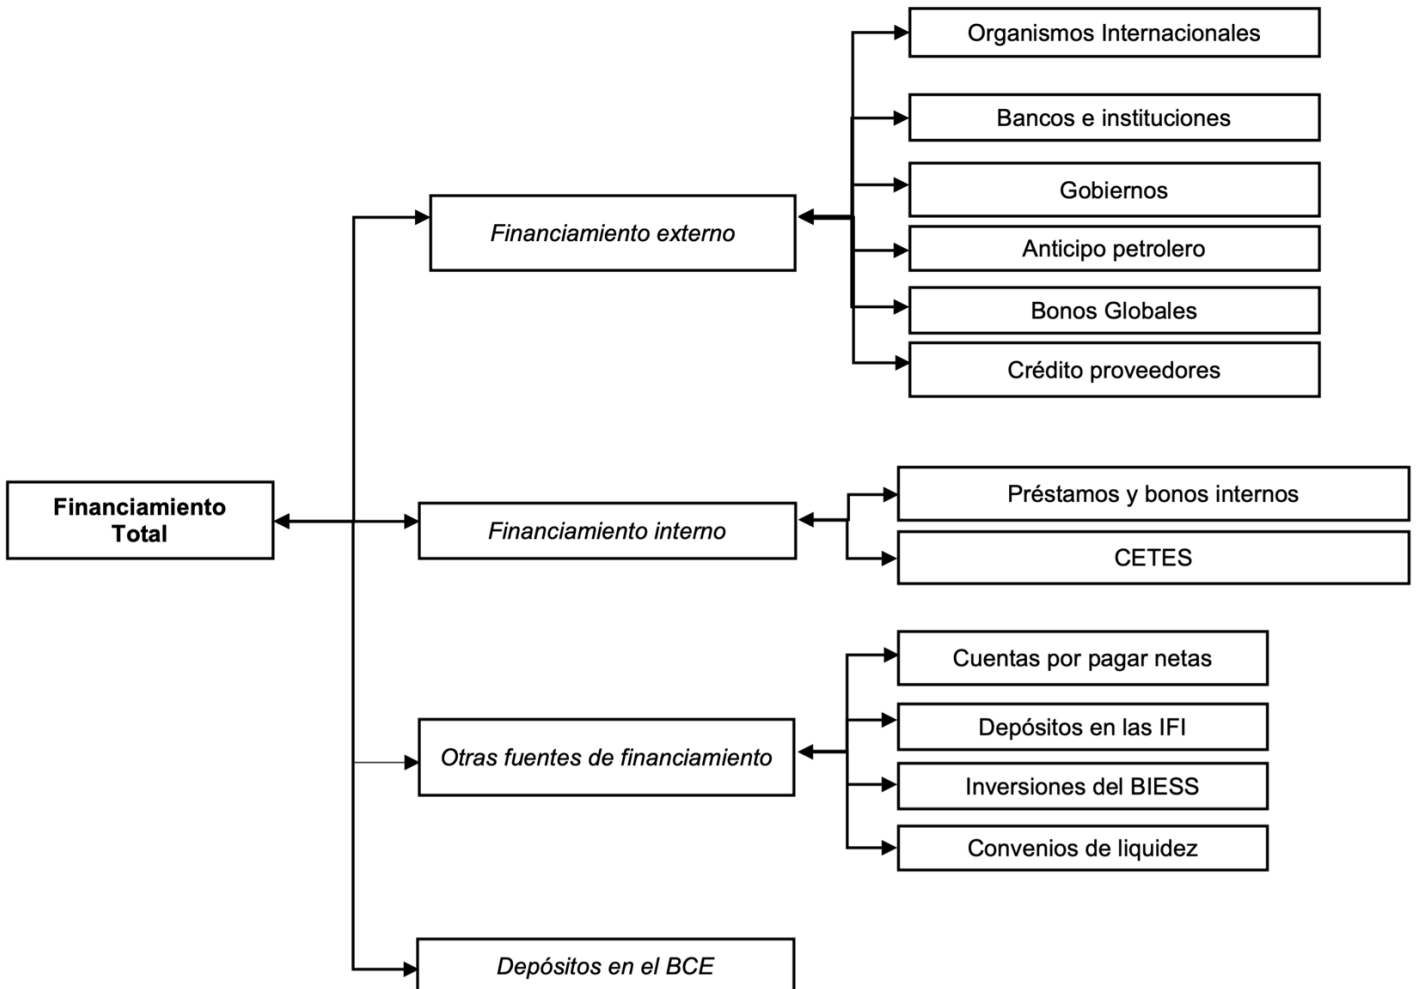 Organismos Internacionales
Bancos e instituciones
Gobiernos
Financiamiento externo
Anticipo petrolero
Bonos Globales
Crédito proveedores
Financiamiento
Total
Financiamiento interno
Préstamos y bonos internos
CETES
Cuentas por pagar netas
Depósitos en las IFI
Otras fuentes de financiamiento
Inversiones del BIESS
Convenios de liquidez
Depósitos en el BCE